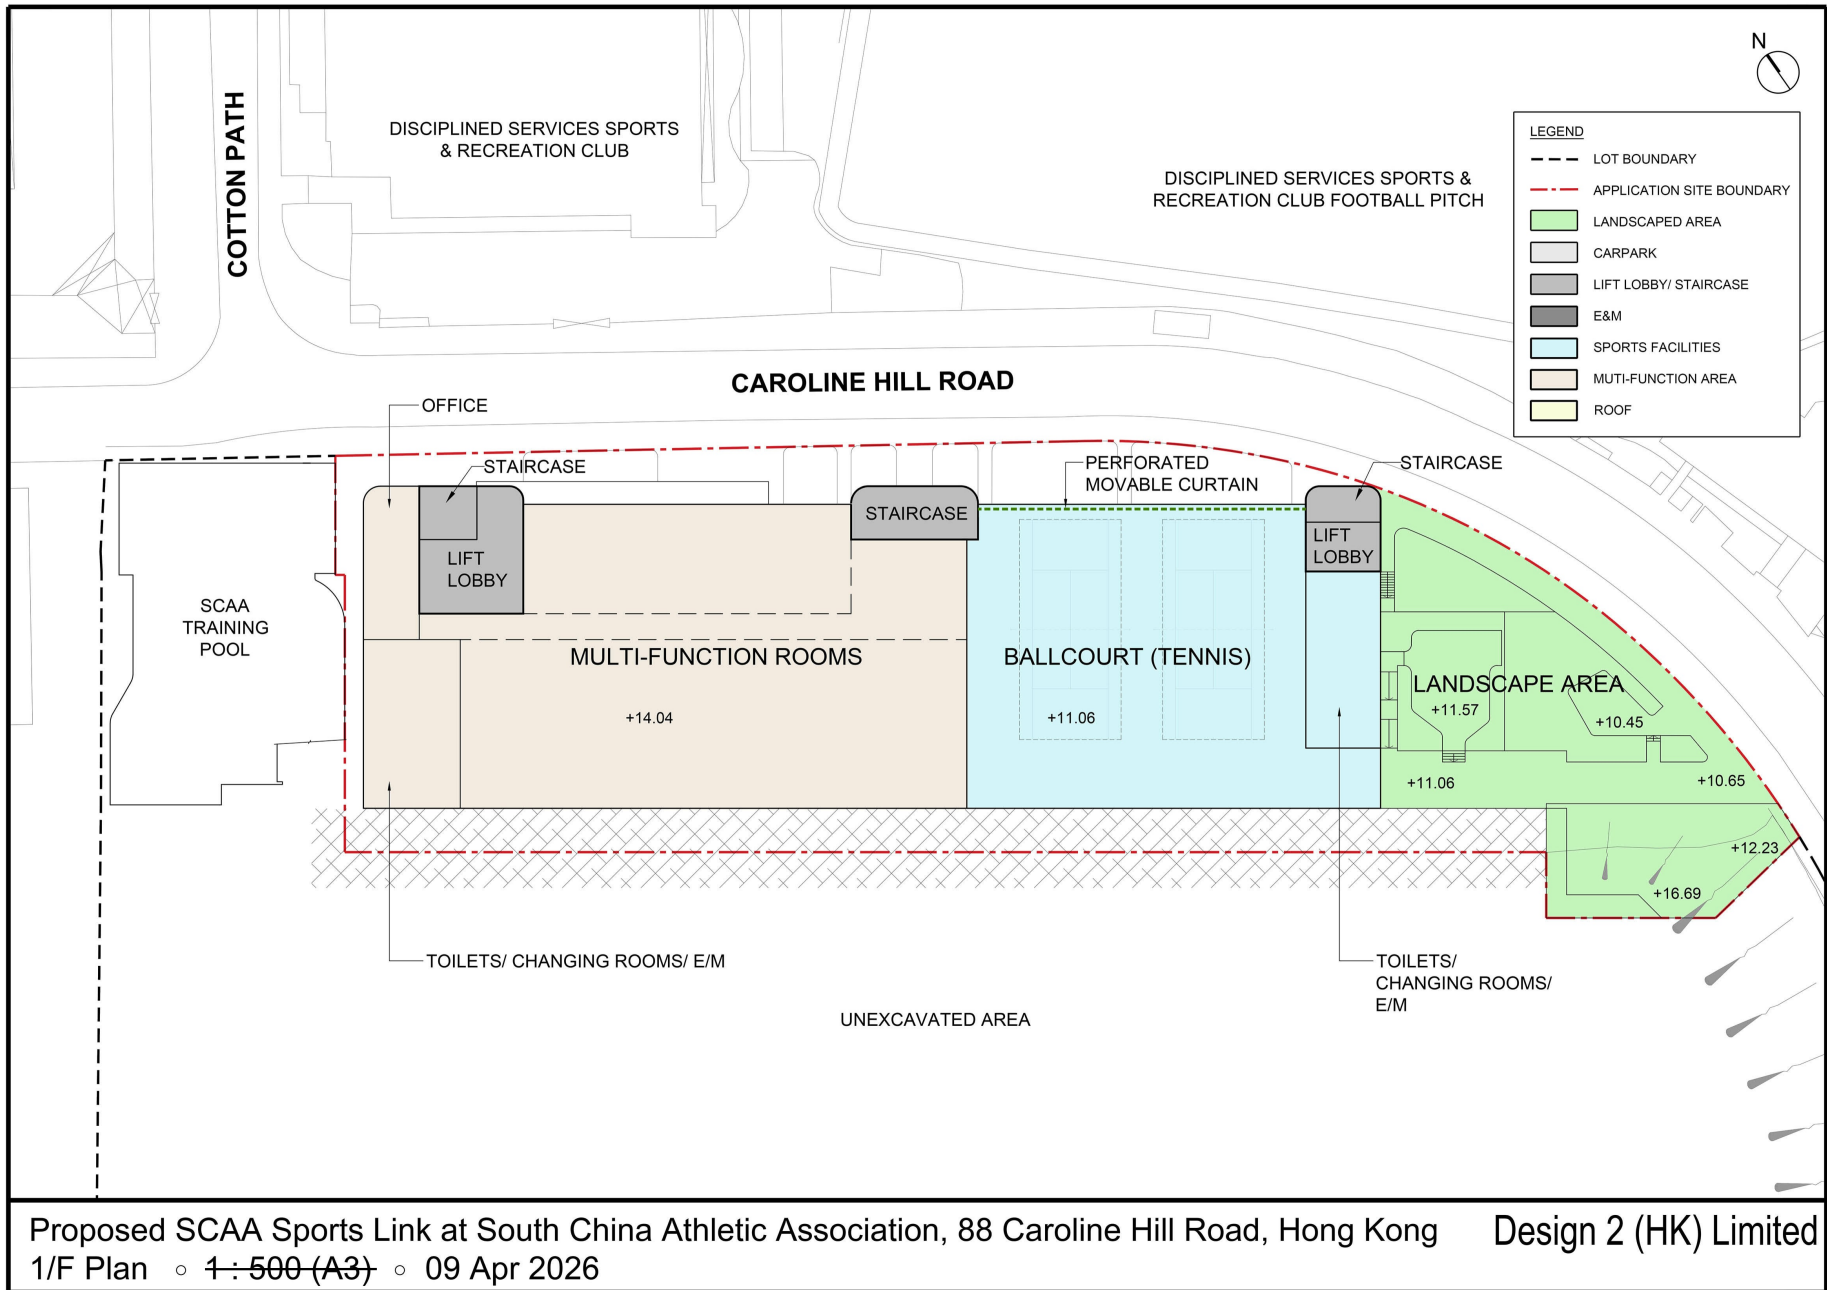 N
COTTON PATH
DISCIPLINED SERVICES SPORTS
& RECREATION CLUB
DISCIPLINED SERVICES SPORTS &
RECREATION CLUB FOOTBALL PITCH
LEGEND
LOT BOUNDARY
APPLICATION SITE BOUNDARY
LANDSCAPED AREA
CARPARK
LIFT LOBBY/ STAIRCASE
E&M
SPORTS FACILITIES
MUTI-FUNCTION AREA
ROOF
CAROLINE HILL ROAD
OFFICE
STAIRCASE
PERFORATED
MOVABLE CURTAIN
STAIRCASE
STAIRCASE
LIFT
LOBBY
LIFT
LOBBY
SCAA
TRAINING
POOL
MULTI-FUNCTION ROOMS
BALLCOURT (TENNIS)
LANDSCAPE AREA
+14.04
+11.06
+11.57
+10.45
+11.06
+10.65
+12.23
+16.69
TOILETS/ CHANGING ROOMS/ E/M
TOILETS/
CHANGING ROOMS/
E/M
UNEXCAVATED AREA
Proposed SCAA Sports Link at South China Athletic Association, 88 Caroline Hill Road, Hong Kong
Design 2 (HK) Limited
1/F Plan ○ 1 : 500 (A3) ○ 09 Apr 2026